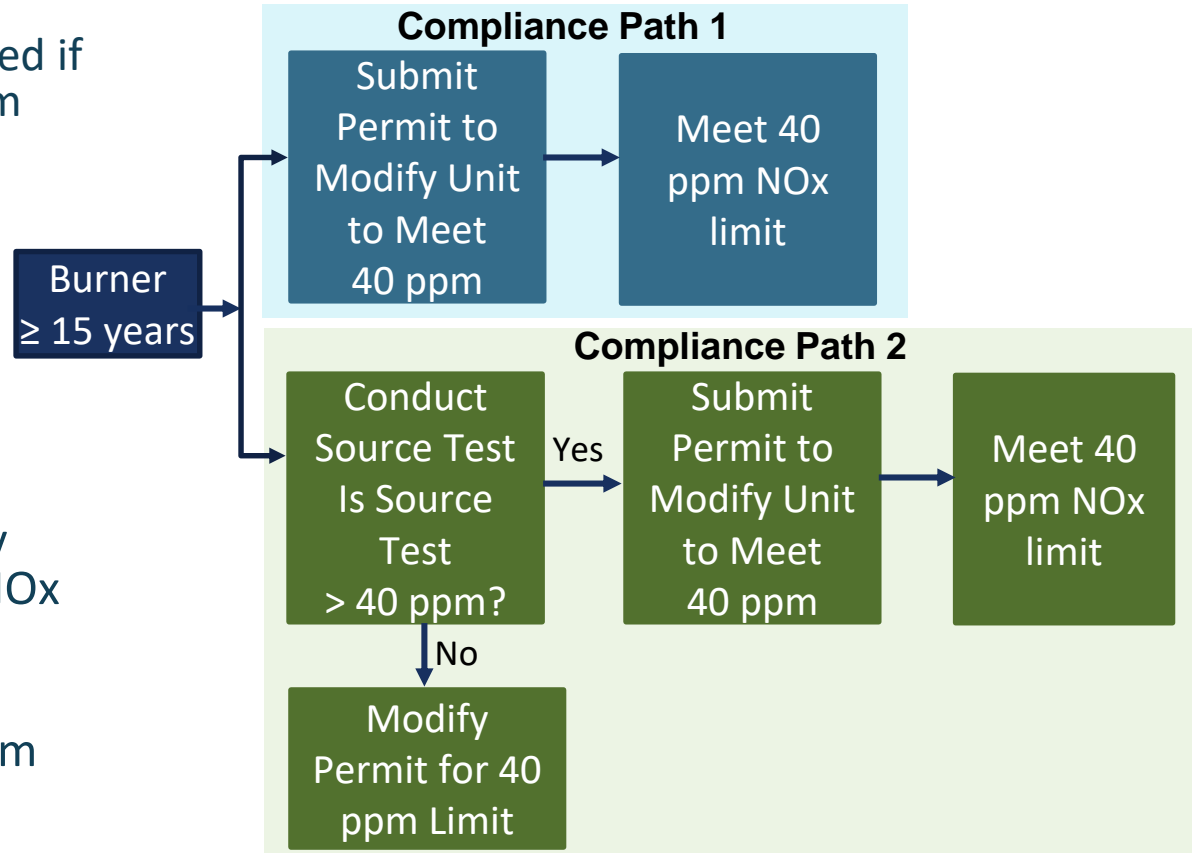 ed if
m
Compliance Path 1
Submit
Permit to
Modify Unit
to Meet
40 ppm
Meet 40
ppm NOx
limit
Burner
≥ 15 years
Compliance Path 2
Conduct
Source Test
Is Source
Test
> 40 ppm?
Yes
Submit
Permit to
Modify Unit
to Meet
40 ppm
Meet 40
ppm NOx
limit
No
Modify
Permit for 40
ppm Limit
y
NOx
m